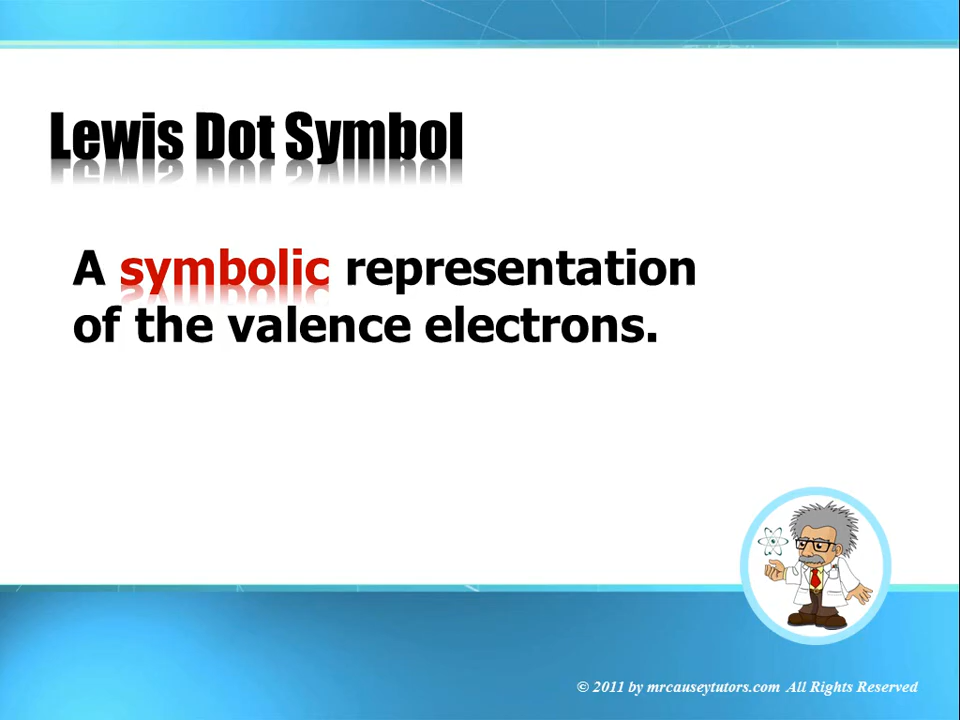 Lewis Dot Symbol
A symbolic representation
of the valence electrons.
© 2011 by mrcauseytutors.com All Rights Reserved